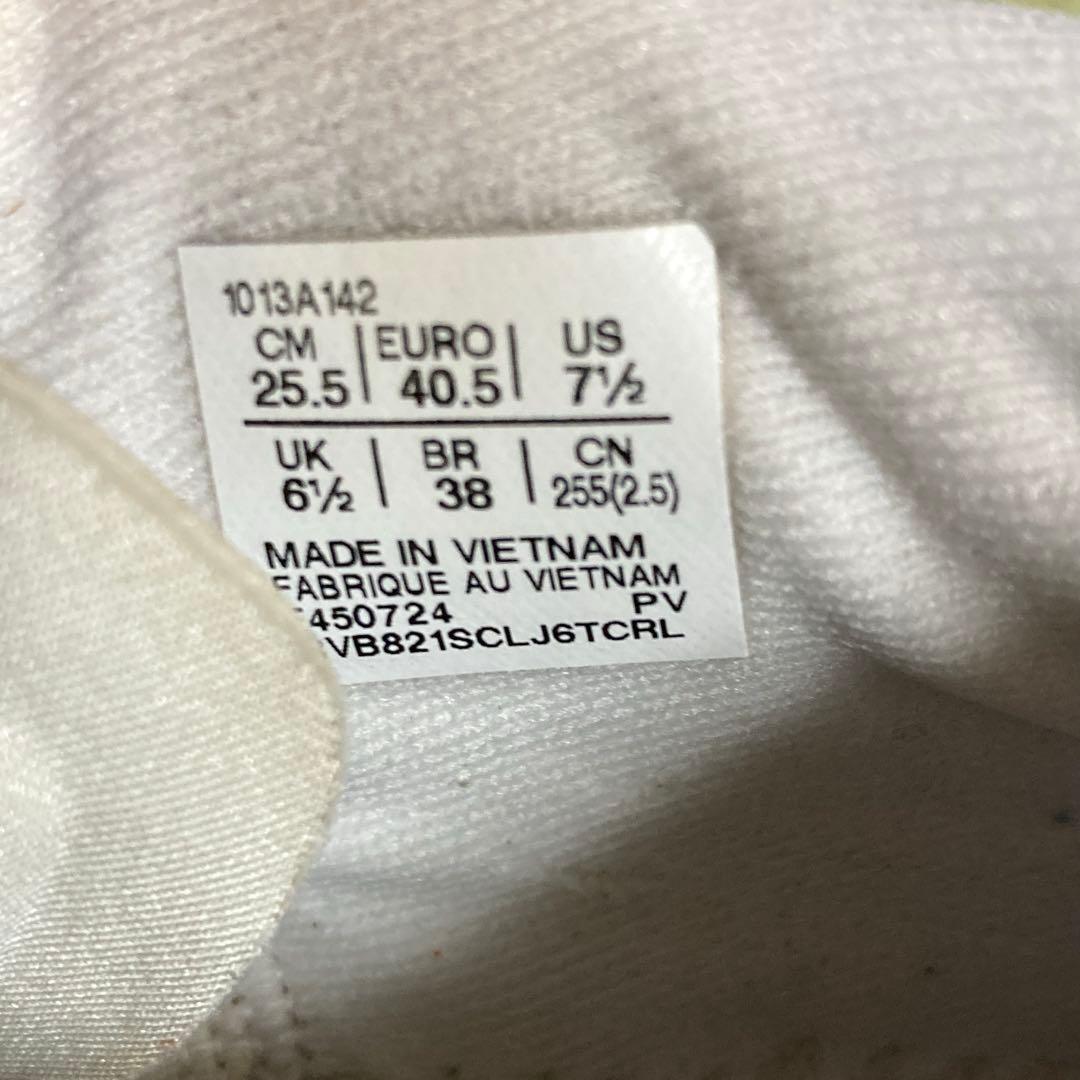 1013A142
CM | EURO | US
25.5 | 40.5 | 7½
UK | BR | CN
6½ | 38 | 255(2.5)
MADE IN VIETNAM
FABRIQUE AU VIETNAM
450724 PV
VB821SCLJ6TCRL